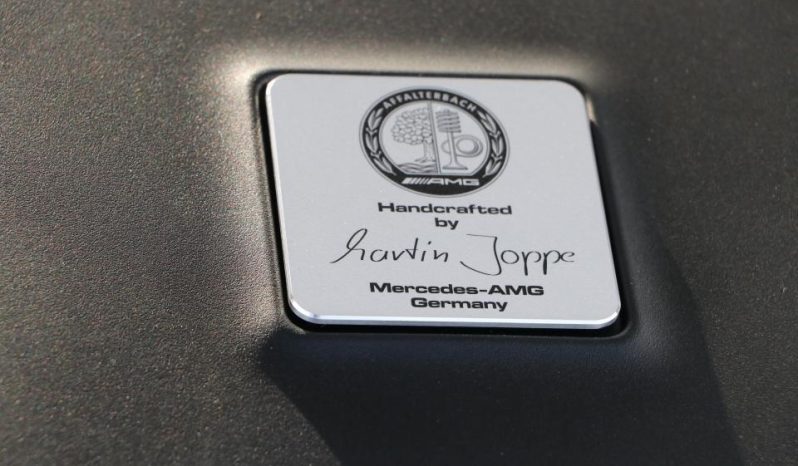 AFFALTERBACH
AMG
Handcrafted
by
Martin Joppe
Mercedes-AMG
Germany